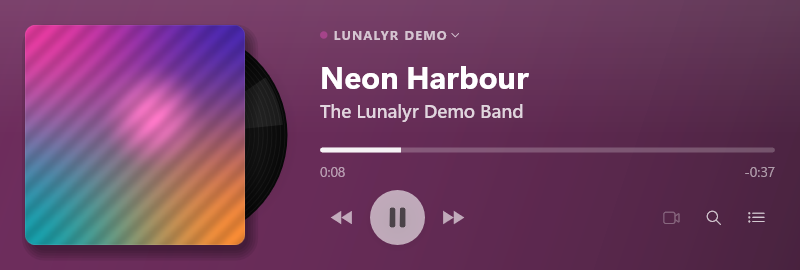 LUNALYR DEMO
Neon Harbour
The Lunalyr Demo Band
0:08
-0:37